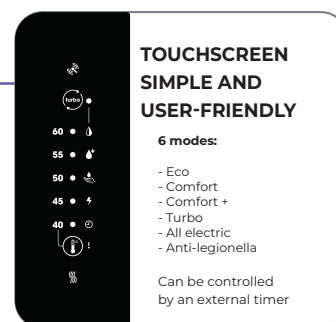 TOUCHSCREEN
SIMPLE AND
USER-FRIENDLY
6 modes:
- Eco
- Comfort
- Comfort +
- Turbo
- All electric
- Anti-legionella
Can be controlled
by an external timer
turbo
60
55
50
45
40
!